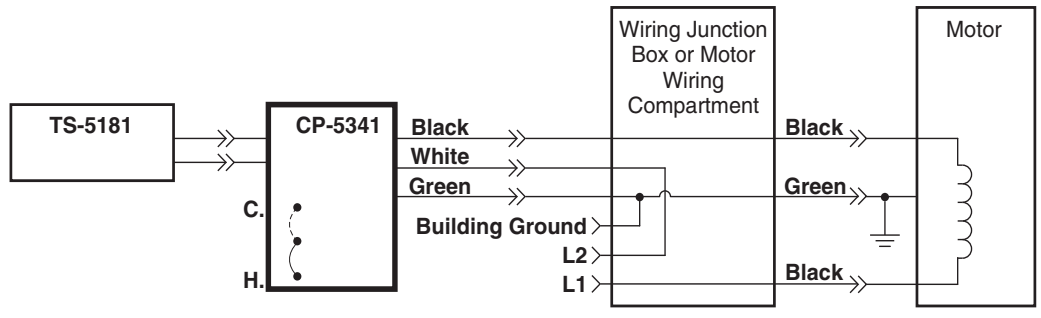 Wiring Junction
Box or Motor
Wiring
Compartment
Motor
TS-5181
CP-5341
Black
Black
White
Green
Green
C.
Building Ground
L2
H.
L1
Black